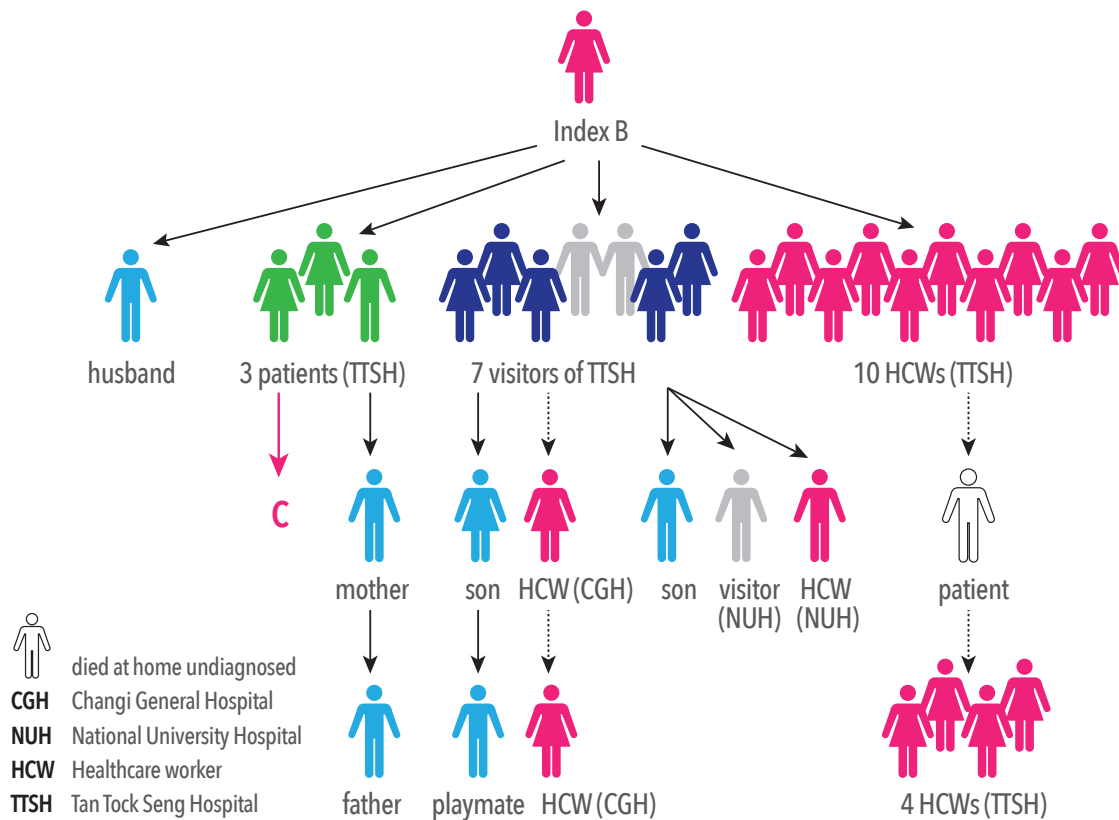 Index B
husband
3 patients (TTSH)
7 visitors of TTSH
10 HCWs (TTSH)
C
mother
son
HCW (CGH)
son
visitor
(NUH)
HCW
(NUH)
patient
died at home undiagnosed
CGH Changi General Hospital
NUH National University Hospital
HCW Healthcare worker
TTSH Tan Tock Seng Hospital
father
playmate
HCW (CGH)
4 HCWs (TTSH)